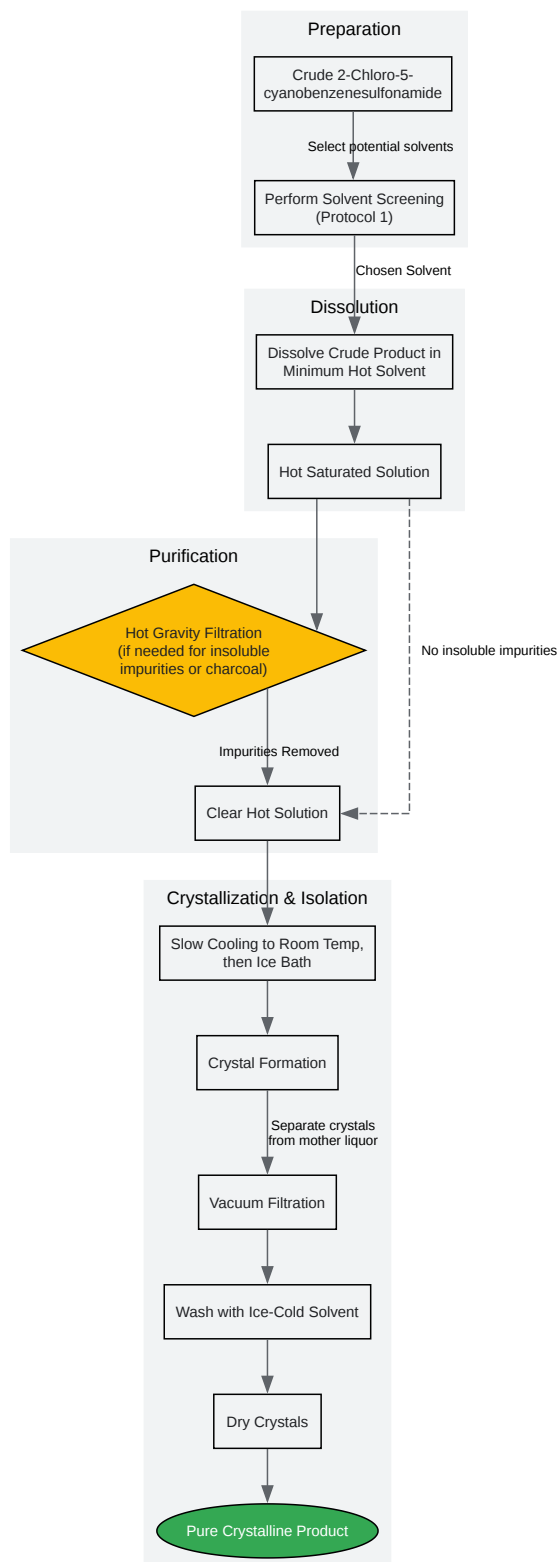 Preparation
Crude 2-Chloro-5-
cyanobenzenesulfonamide
Select potential solvents
Perform Solvent Screening
(Protocol 1)
Chosen Solvent
Dissolution
Dissolve Crude Product in
Minimum Hot Solvent
Hot Saturated Solution
Purification
Hot Gravity Filtration
(if needed for insoluble
impurities or charcoal)
No insoluble impurities
Impurities Removed
Clear Hot Solution
Crystallization & Isolation
Slow Cooling to Room Temp,
then Ice Bath
Crystal Formation
Separate crystals
from mother liquor
Vacuum Filtration
Wash with Ice-Cold Solvent
Dry Crystals
Pure Crystalline Product